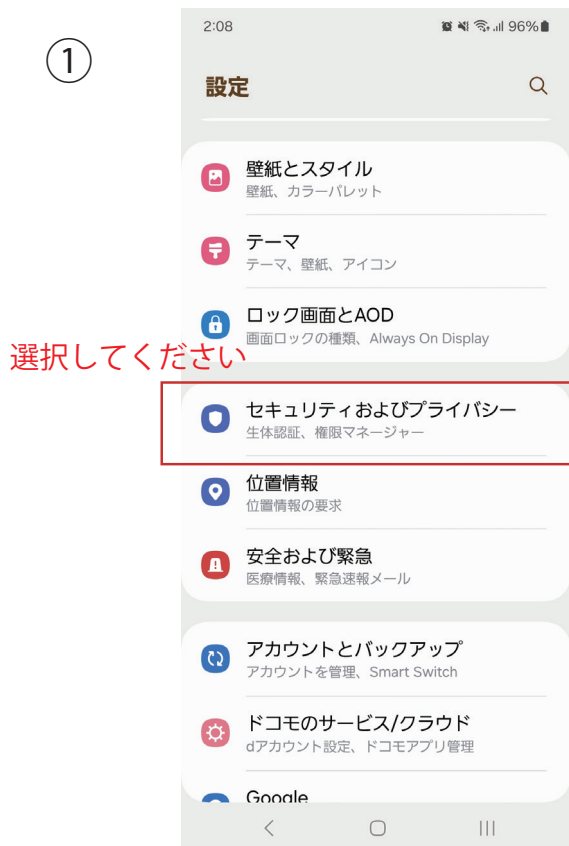 ①
2:08
96%
設定
壁紙とスタイル
壁紙、カラーパレット
テーマ
テーマ、壁紙、アイコン
ロック画面とAOD
画面ロックの種類、Always On Display
選択してください
セキュリティおよびプライバシー
生体認証、権限マネージャー
位置情報
位置情報の要求
安全および緊急
医療情報、緊急速報メール
アカウントとバックアップ
アカウントを管理、Smart Switch
ドコモのサービス/クラウド
dアカウント設定、ドコモアプリ管理
Google